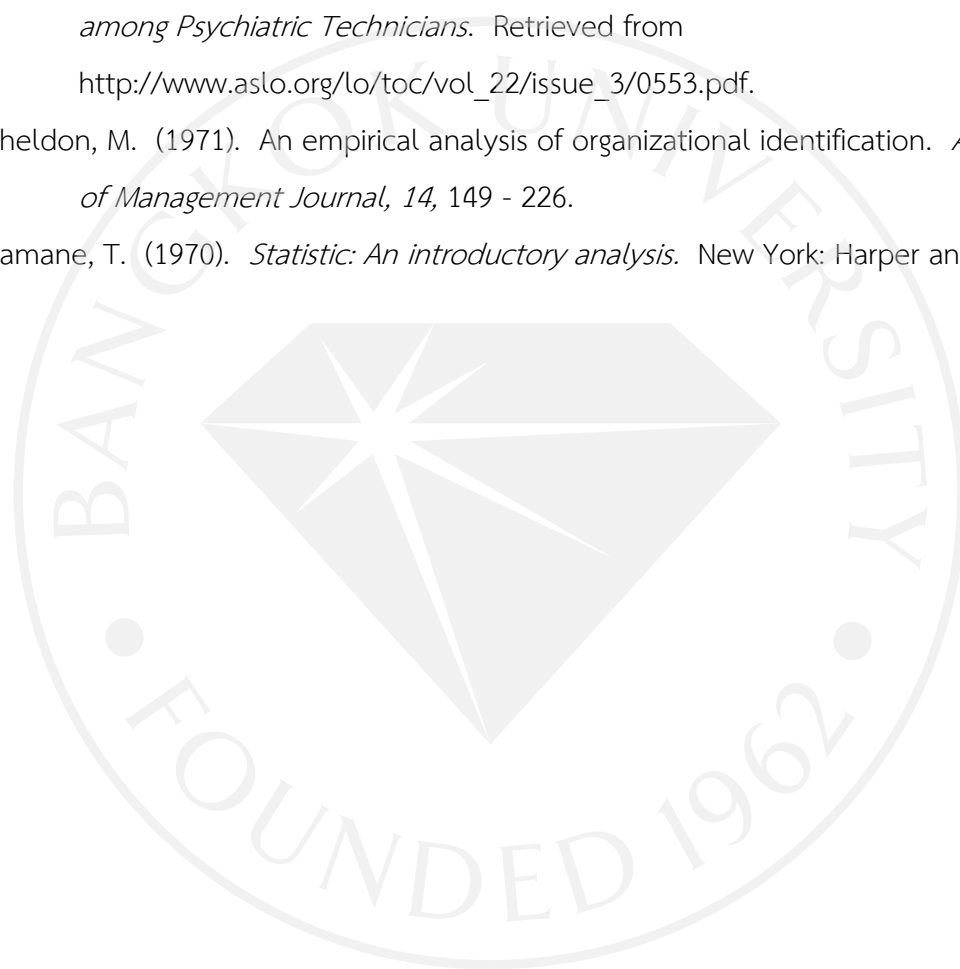 among Psychiatric Technicians. Retrieved from
http://www.aslo.org/lo/toc/vol_22/issue_3/0553.pdf.
heldon, M. (1971). An empirical analysis of organizational identification. A
of Management Journal, 14, 149 - 226.
amane, T. (1970). Statistic: An introductory analysis. New York: Harper an
BANGKOK UNIVERSITY
FOUNDED 1962